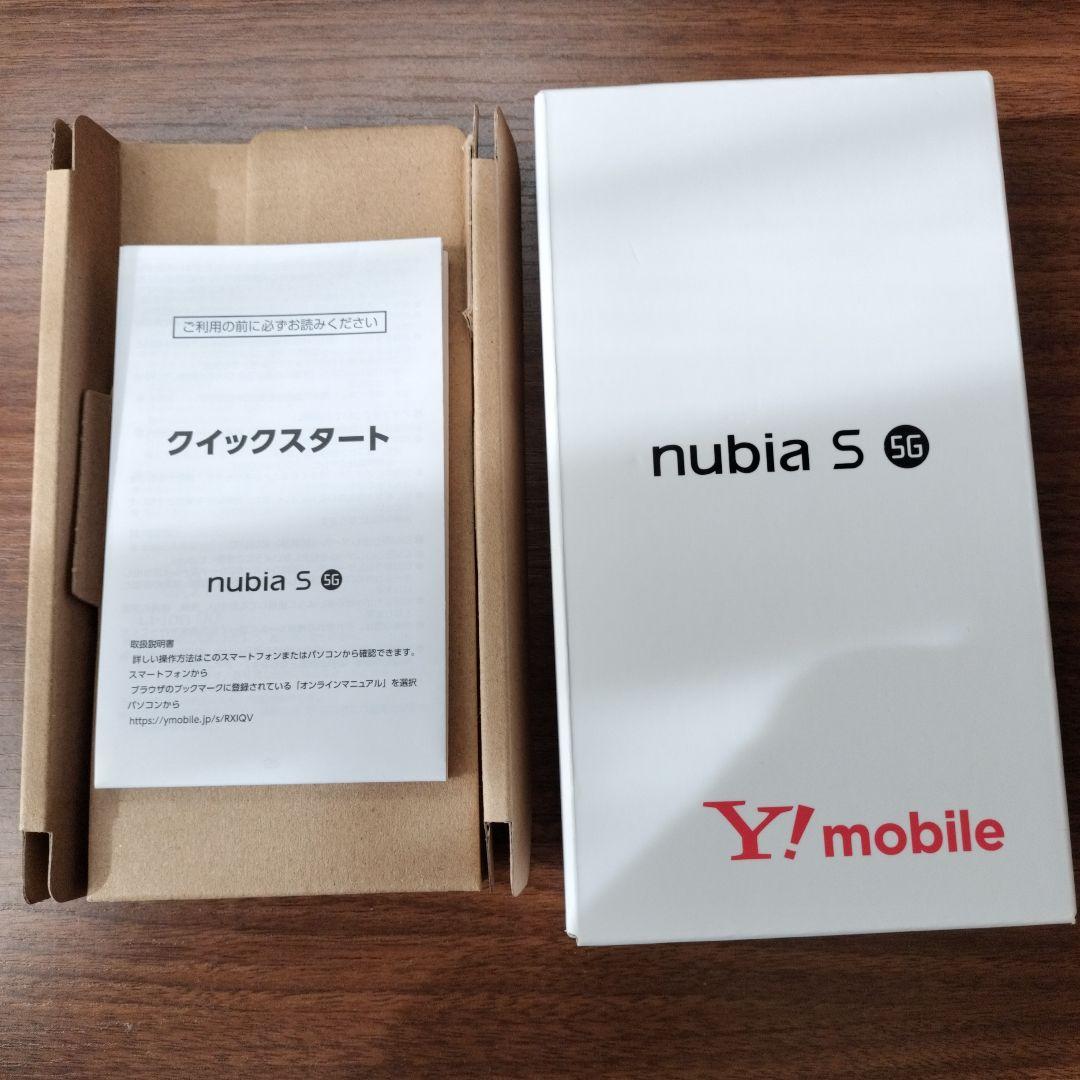 ご利用の前に必ずお読みください
クイックスタート
nubia S 5G
取扱説明書
詳しい操作方法はこのスマートフォンまたはパソコンから確認できます。
スマートフォンから
ブラウザのブックマークに登録されている「オンラインマニュアル」を選択
パソコンから
https://ymobile.jp/s/RXIQV
nubia S 5G
Y! mobile